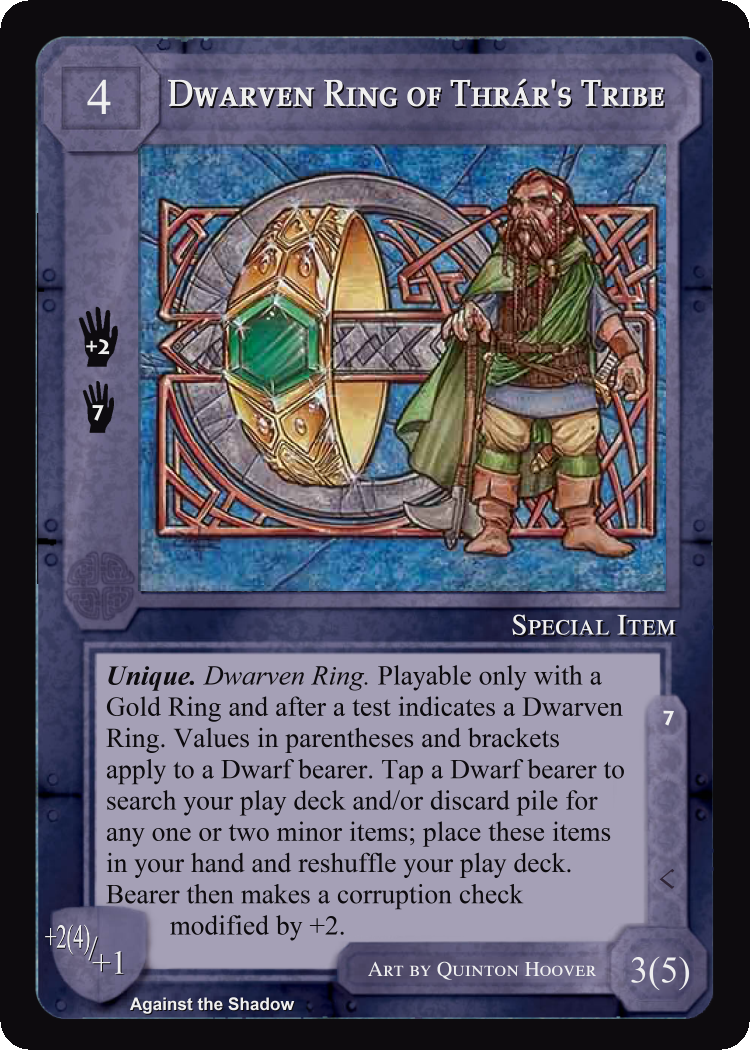 4
Dwarven Ring of Thrár's Tribe
+2
7
Special Item
Unique. Dwarven Ring. Playable only with a
Gold Ring and after a test indicates a Dwarven
Ring. Values in parentheses and brackets
apply to a Dwarf bearer. Tap a Dwarf bearer to
search your play deck and/or discard pile for
any one or two minor items; place these items
in your hand and reshuffle your play deck.
Bearer then makes a corruption check
modified by +2.
7
<
+2(4)/+1
Art by Quinton Hoover
3(5)
Against the Shadow